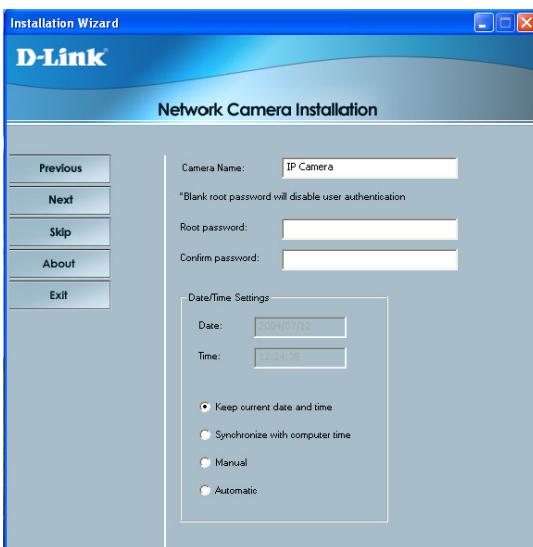 Installation Wizard
D-Link
Network Camera Installation
Previous
Next
Skip
About
Exit
Camera Name: IP Camera
"Blank root password will disable user authentication
Root password:
Confirm password:
Date/Time Settings
Date: 2004/07/12
Time: 12:24:38
Keep current date and time
Synchronize with computer time
Manual
Automatic